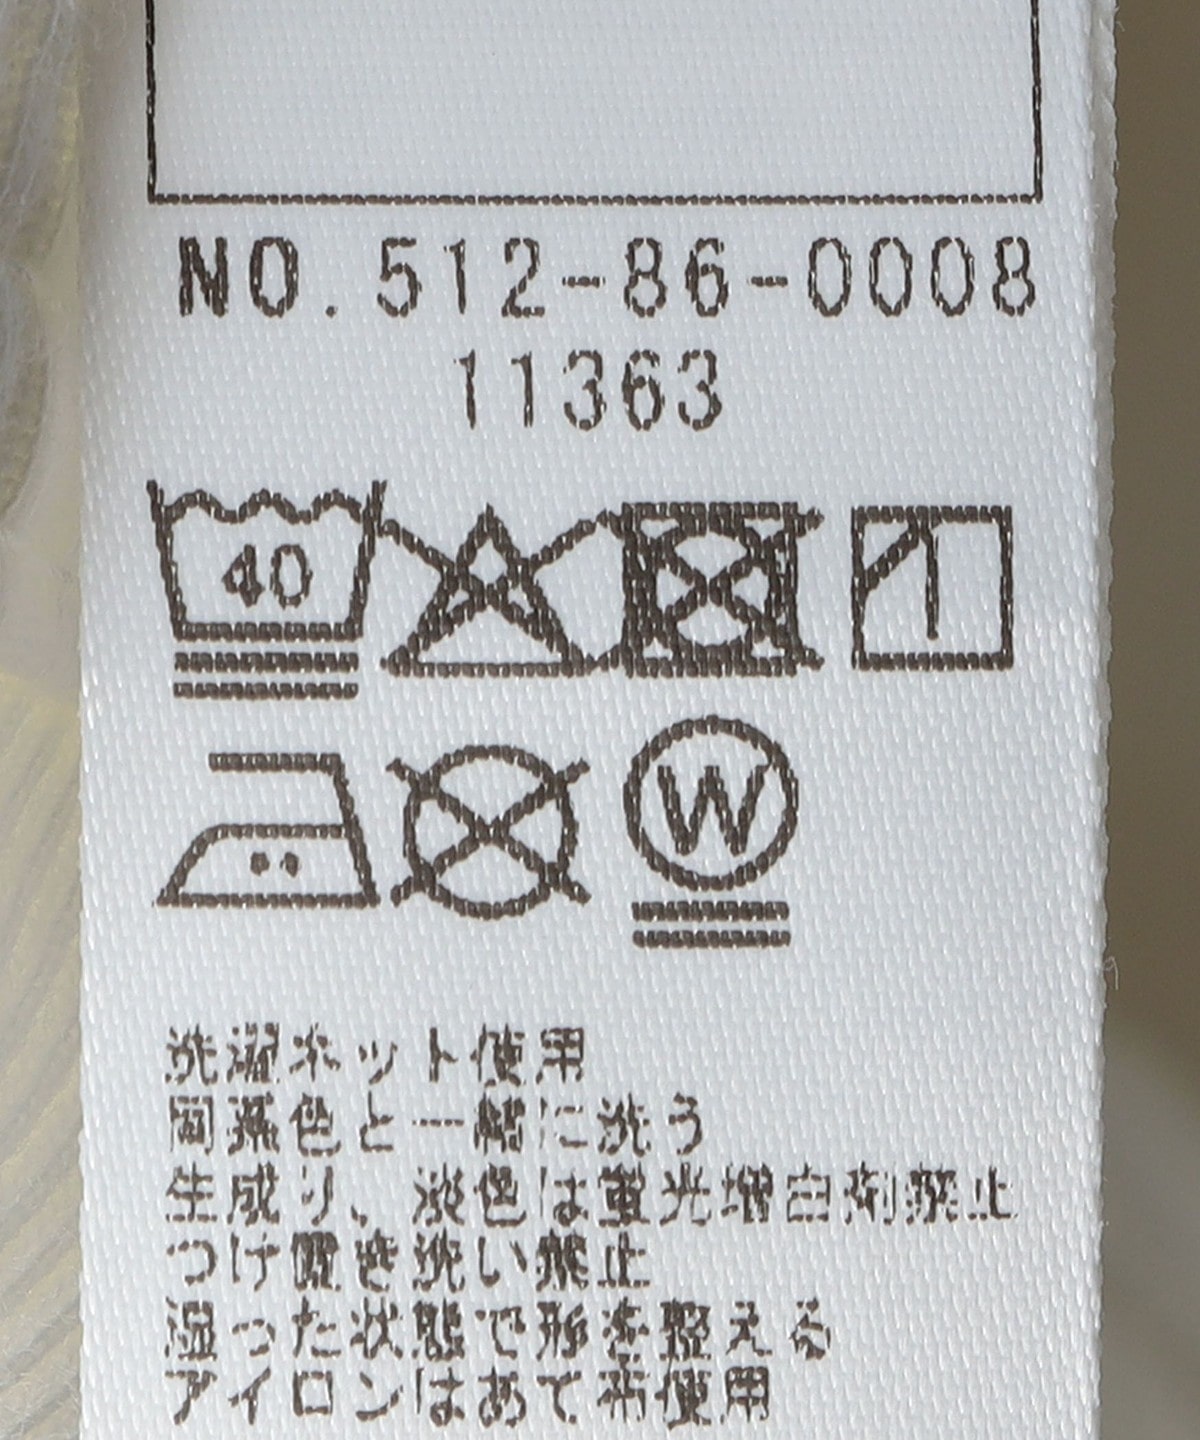 NO.512-86-0008
11363
40
W
洗濯ネット使用
同系色と一緒に洗う
生成り、淡色は蛍光増白剤禁止
つけ置き洗い禁止
湿った状態で形を整える
アイロンはあて布使用